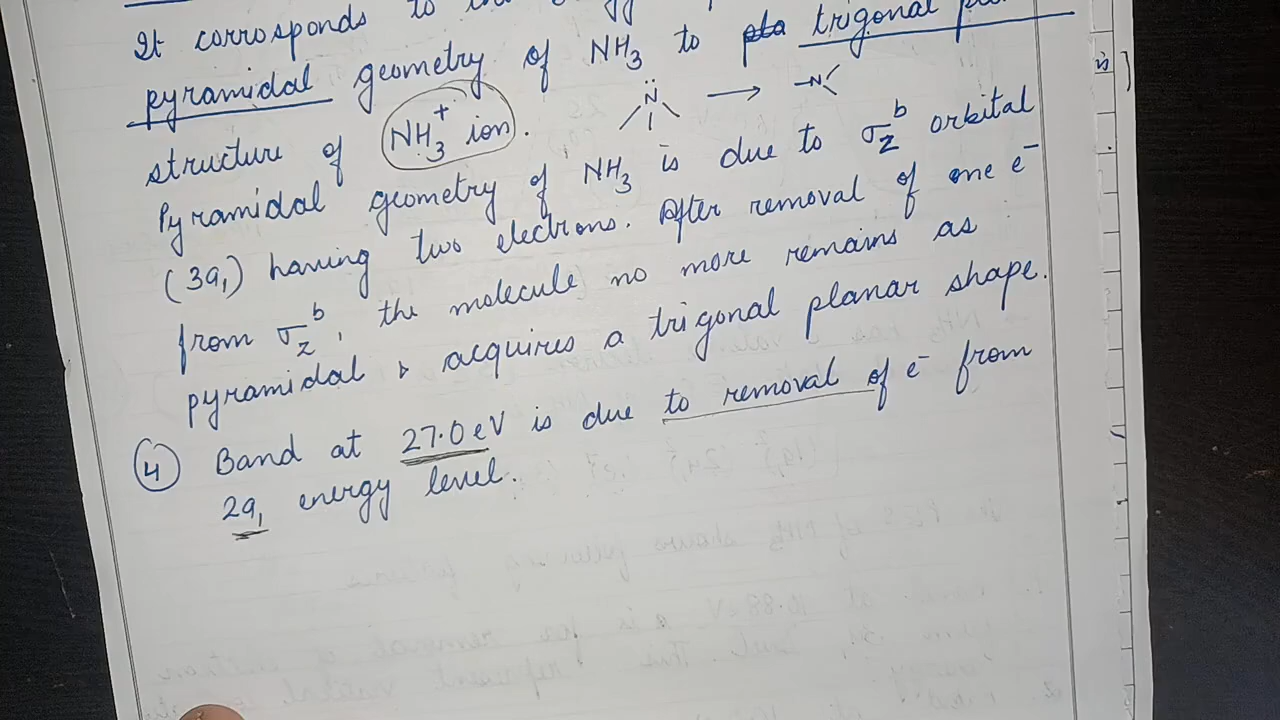 It corrosponds to
pyramidal geometry of NH3 to trigonal
structure of NH3+ ion. N → N
Pyramidal geometry of NH3 is due to σzb orbital
(3a1) having two electrons. After removal of one e-
from σzb, the molecule no more remains as
pyramidal & acquires a trigonal planar shape.
(4) Band at 27.0 eV is due to removal of e- from
2a1 energy level.